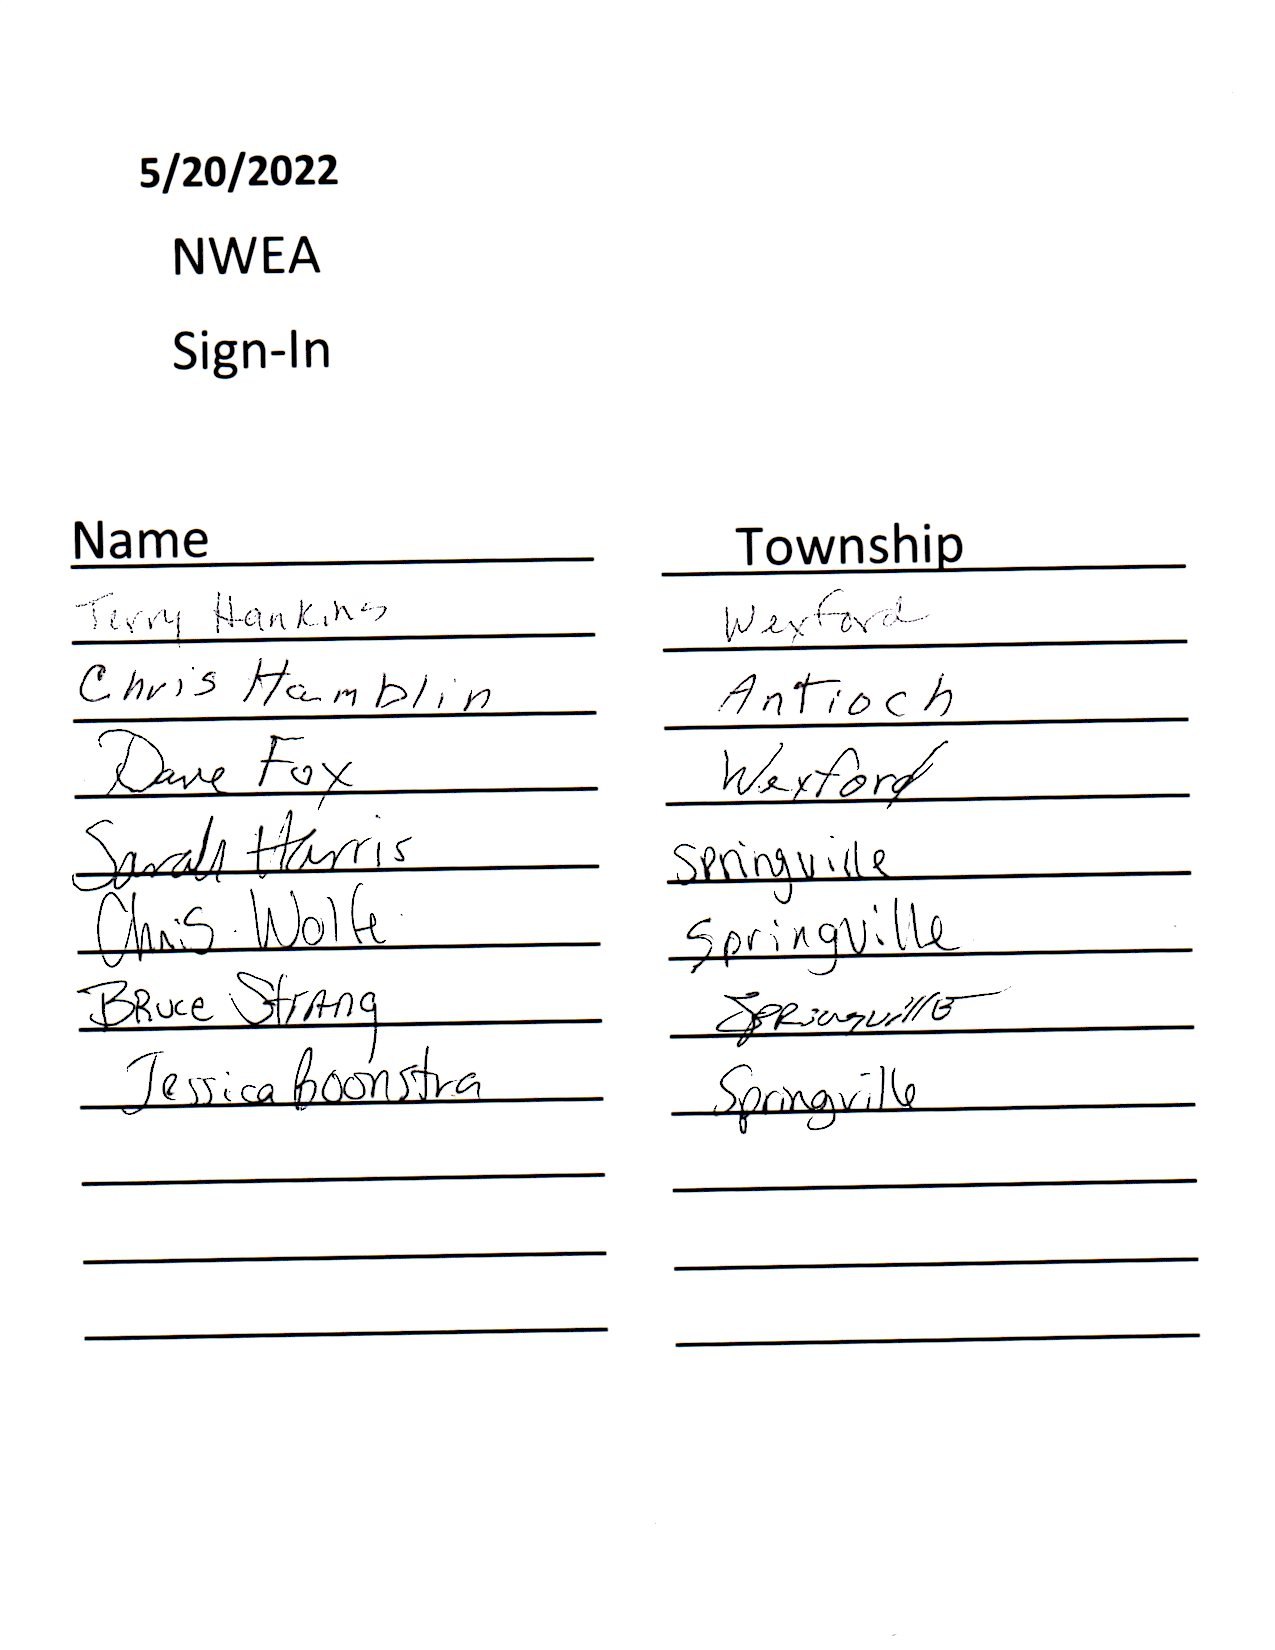 5/20/2022
NWEA
Sign-In
Name Township
Terry Hankins Wexford
Chris Hamblin Antioch
Dave Fox Wexford
Sarah Harris Springville
Chris Wolfe Springville
Bruce Strang Springville
Jessica Boonstra Springville